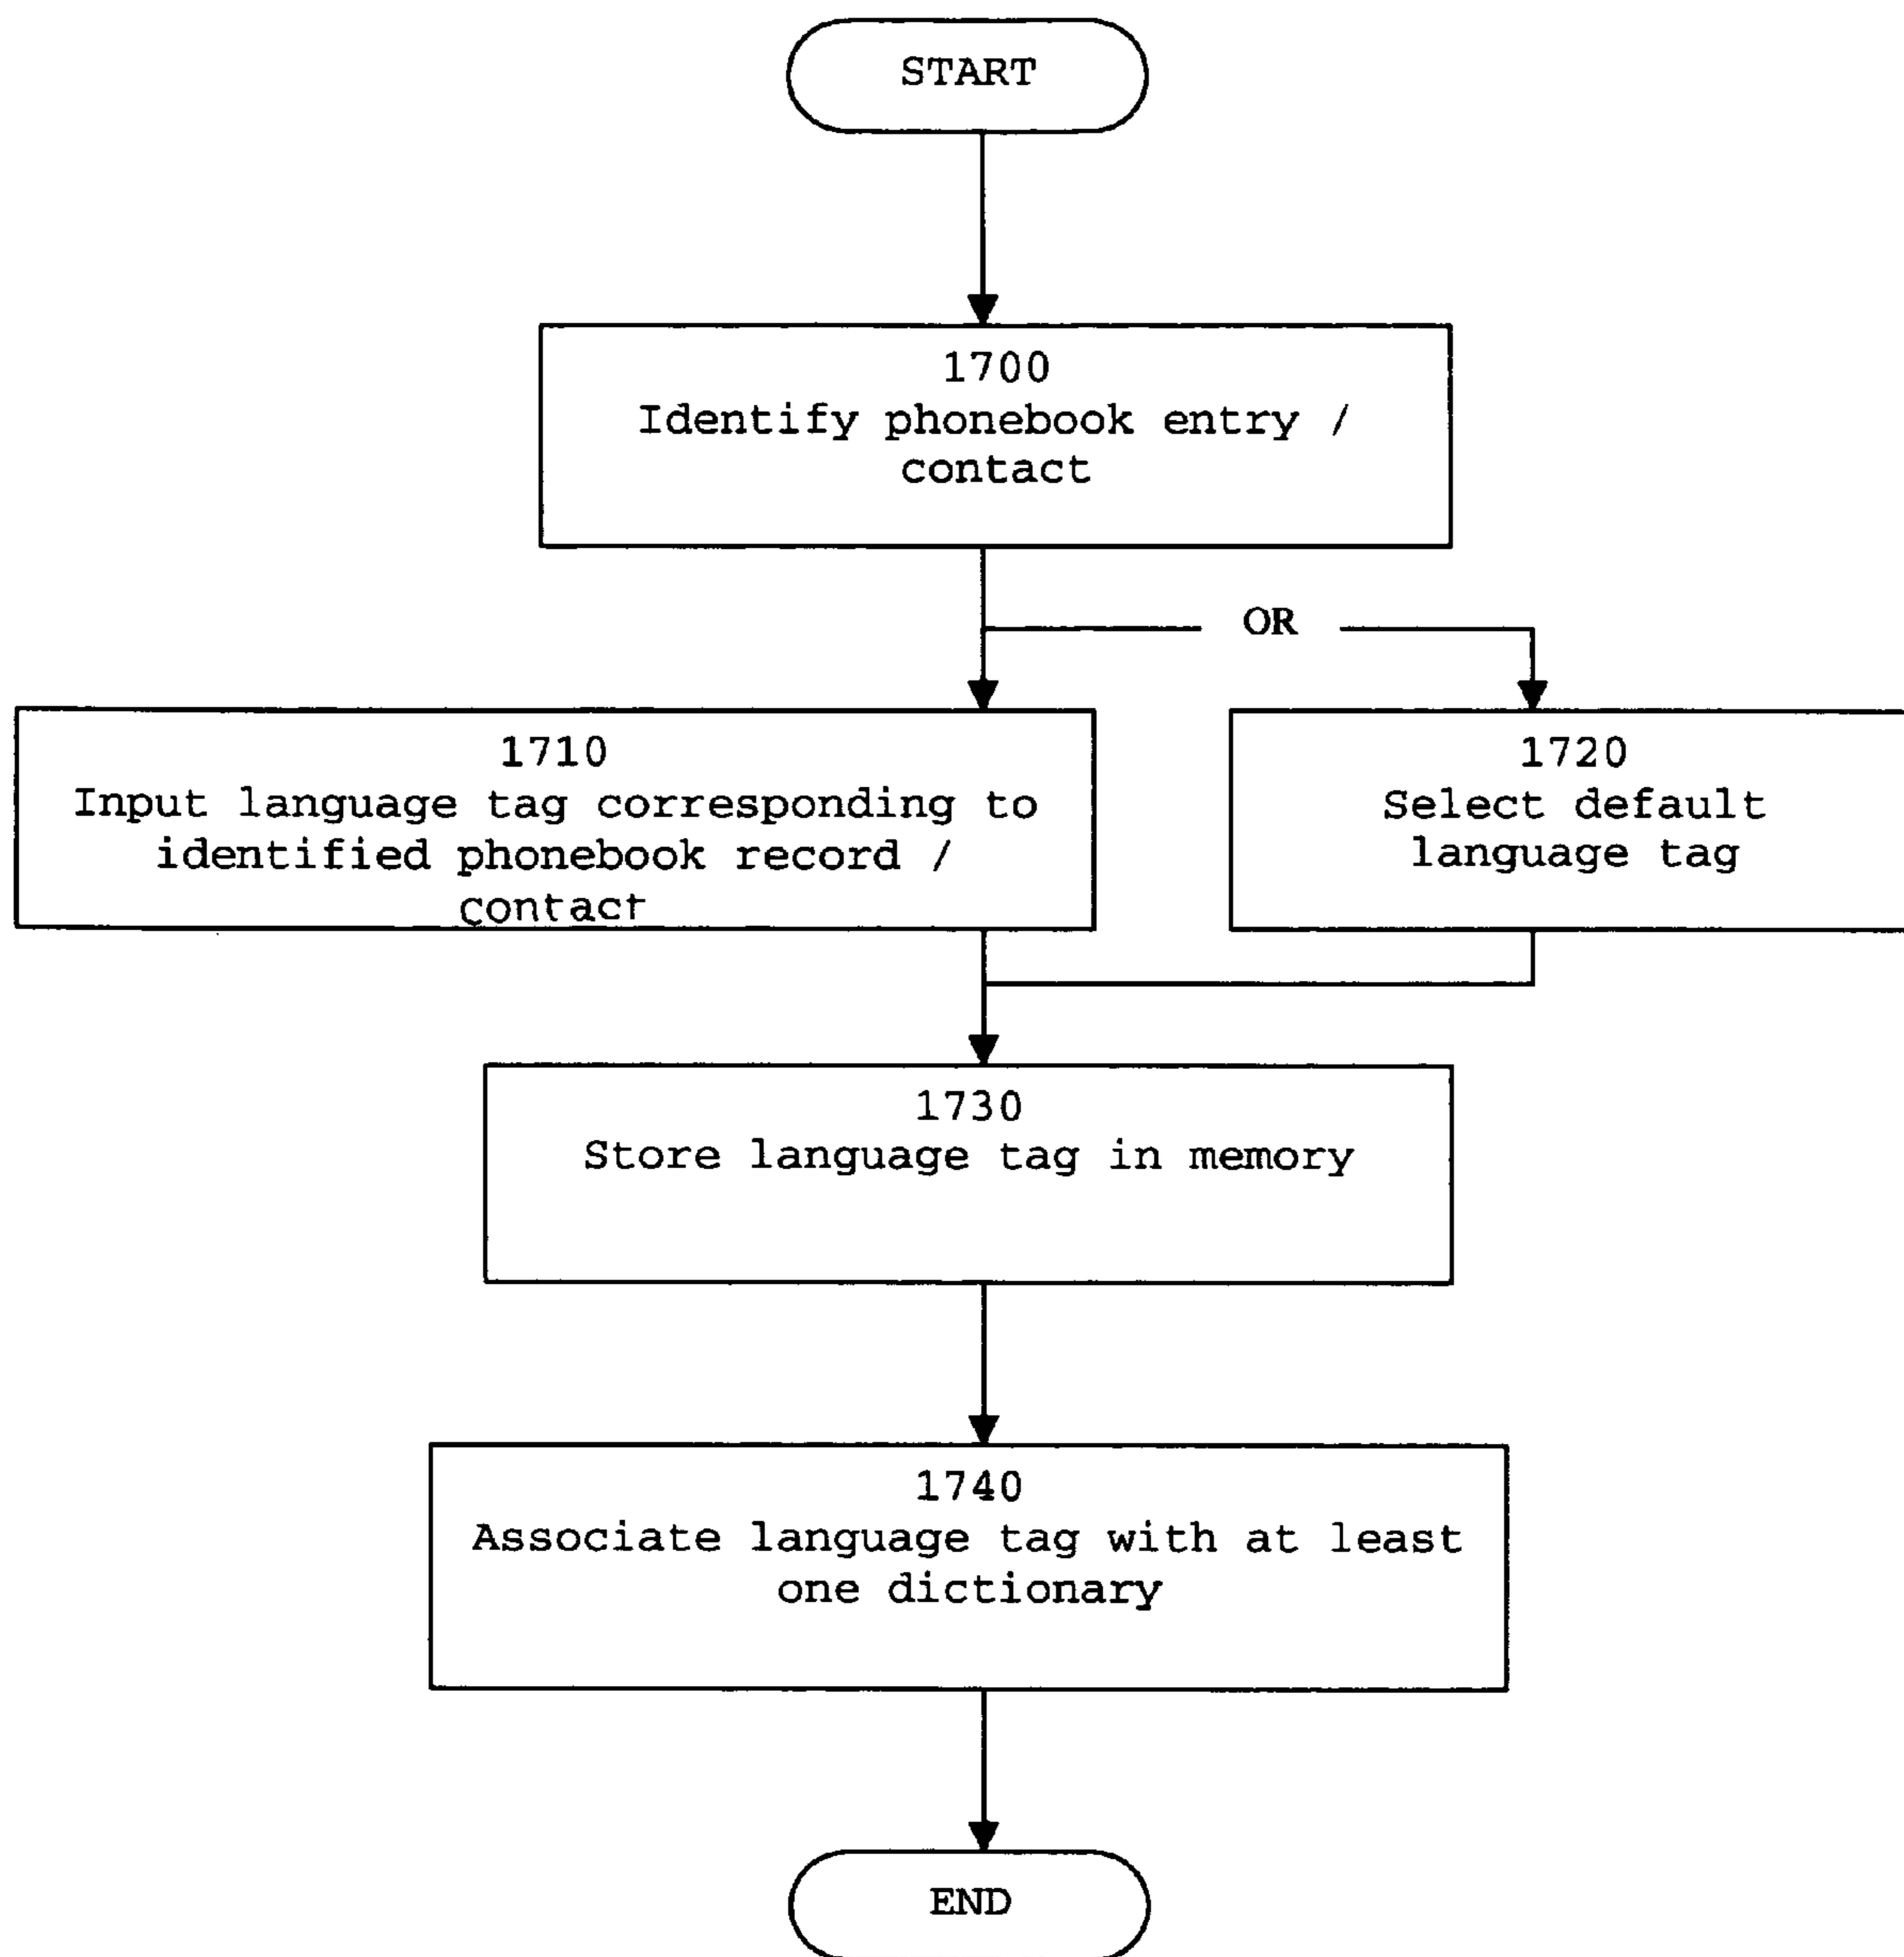 START
1700
Identify phonebook entry /
contact
OR
1710
Input language tag corresponding to
identified phonebook record /
contact
1720
Select default
language tag
1730
Store language tag in memory
1740
Associate language tag with at least
one dictionary
END